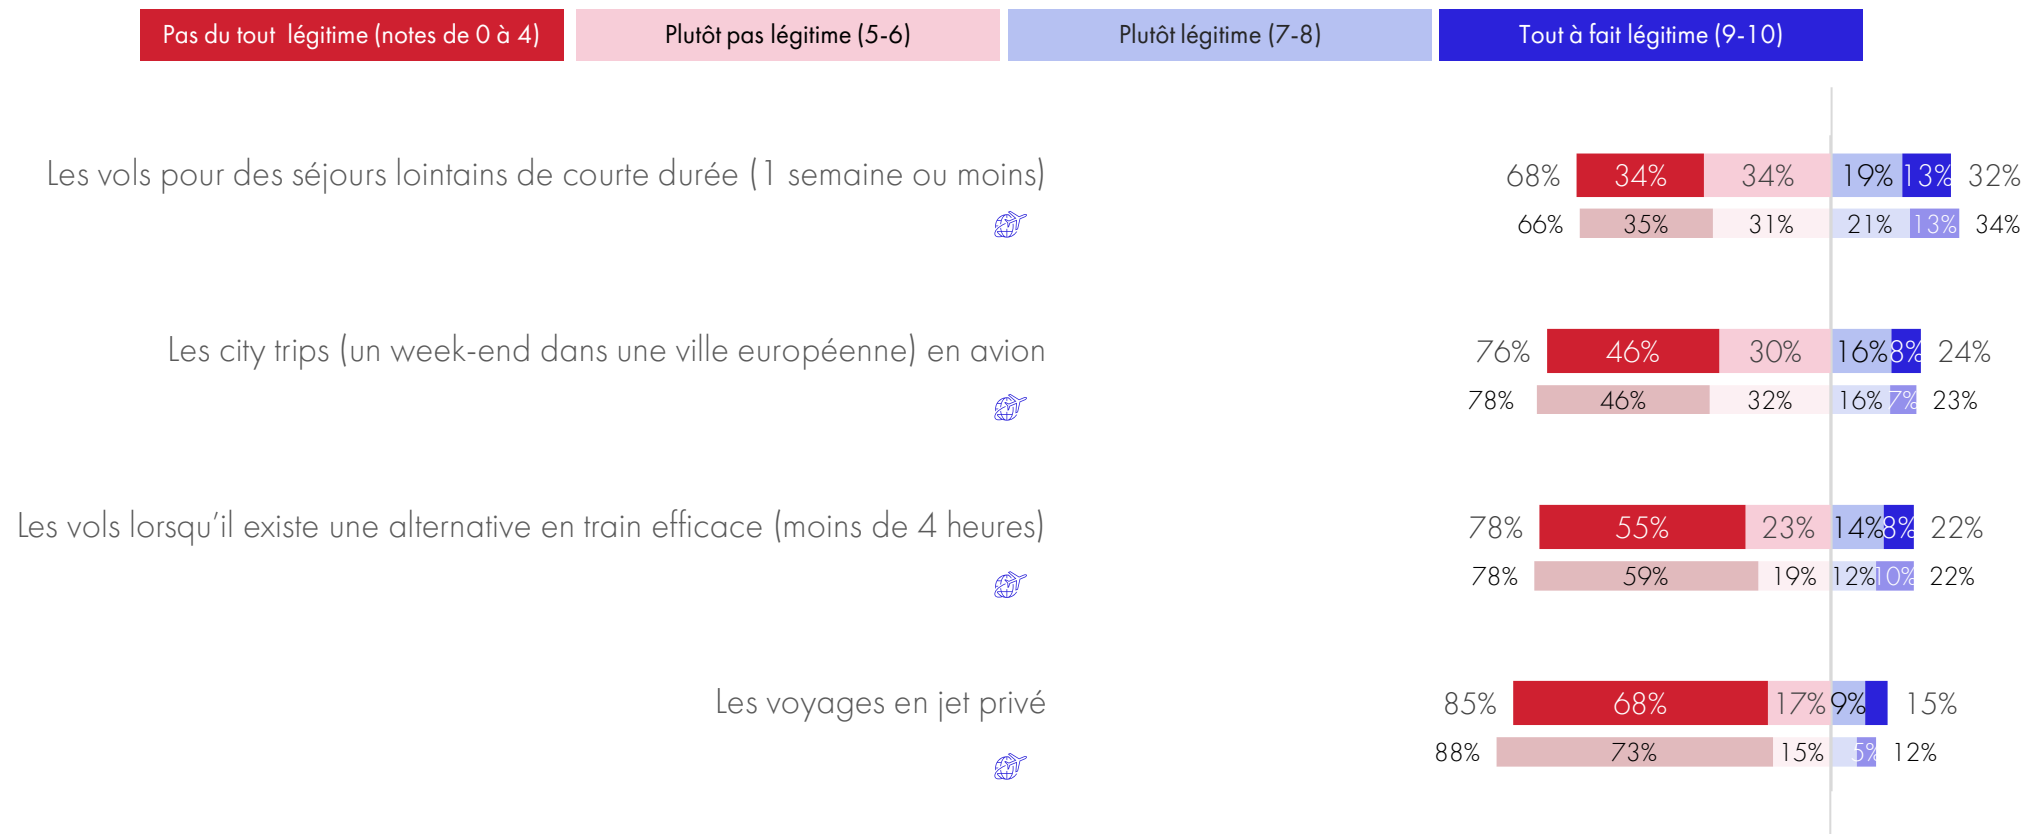 Pas du tout légitime (notes de 0 à 4) Plutôt pas légitime (5-6) Plutôt légitime (7-8) Tout à fait légitime (9-10)
Les vols pour des séjours lointains de courte durée (1 semaine ou moins) 68% 34% 34% 19% 13% 32%
66% 35% 31% 21% 13% 34%
Les city trips (un week-end dans une ville européenne) en avion 76% 46% 30% 16% 8% 24%
78% 46% 32% 16% 7% 23%
Les vols lorsqu'il existe une alternative en train efficace (moins de 4 heures) 78% 55% 23% 14% 8% 22%
78% 59% 19% 12% 10% 22%
Les voyages en jet privé 85% 68% 17% 9% 15%
88% 73% 15% 5% 12%